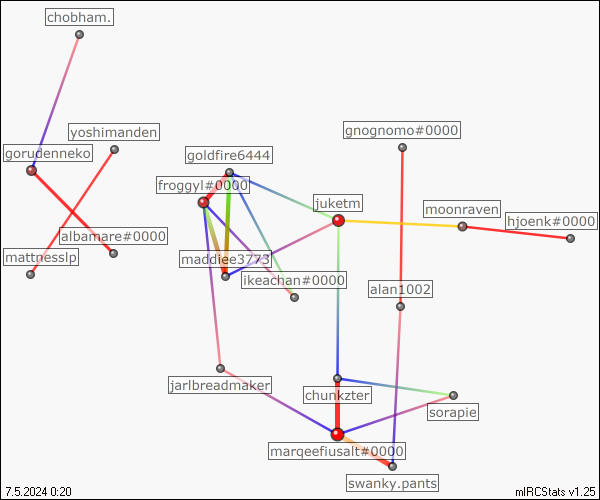 chobham.
yoshimanden
gnognomo#0000
gorudenneko
goldfire6444
froggyl#0000
juketm
moonraven
hjoenk#0000
albamare#0000
mattnesslp
maddiee3773
ikeachan#0000
alan1002
jarlbreadmaker
chunkzter
sorapie
marqeefiusalt#0000
swanky.pants
7.5.2024 0:20
mIRCStats v1.25